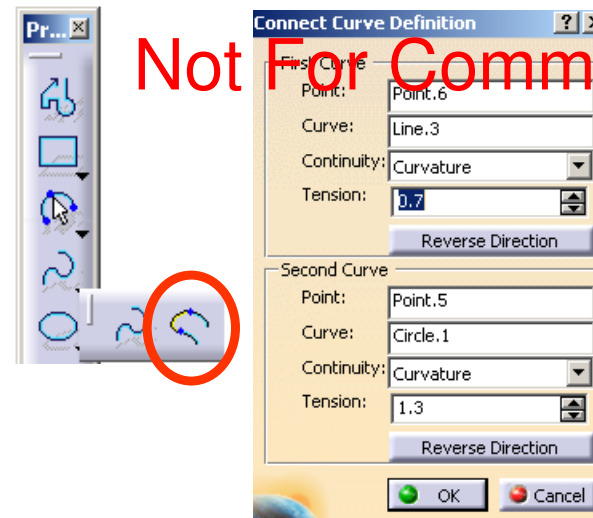 Pr...
Connect Curve Definition
Not For Comm
First Curve
Point: Point.6
Curve: Line.3
Continuity: Curvature
Tension: 0.7
Reverse Direction
Second Curve
Point: Point.5
Curve: Circle.1
Continuity: Curvature
Tension: 1.3
Reverse Direction
OK Cancel